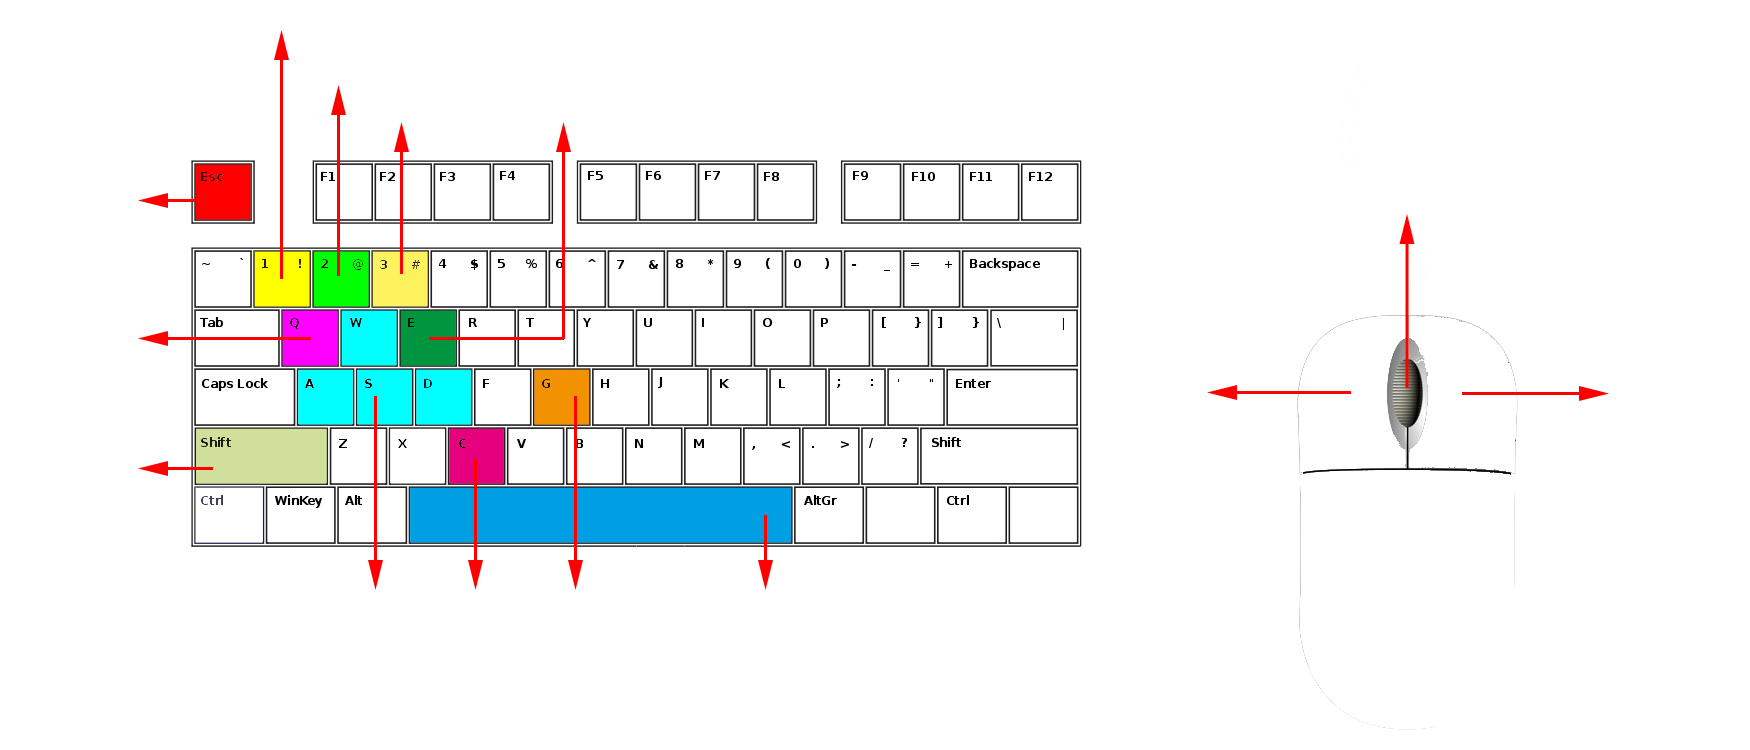 Esc F1 F2 F3 F4 F5 F6 F7 F8 F9 F10 F11 F12
~ ` 1 ! 2 @ 3 # 4 $ 5 % 6 ^ 7 & 8 * 9 ( 0 ) - _ = + Backspace
Tab Q W E R T Y U I O P [ } ] } \ |
Caps Lock A S D F G H J K L ; : ' " Enter
Shift Z X C V B N M , < . > / ? Shift
Ctrl WinKey Alt AltGr Ctrl